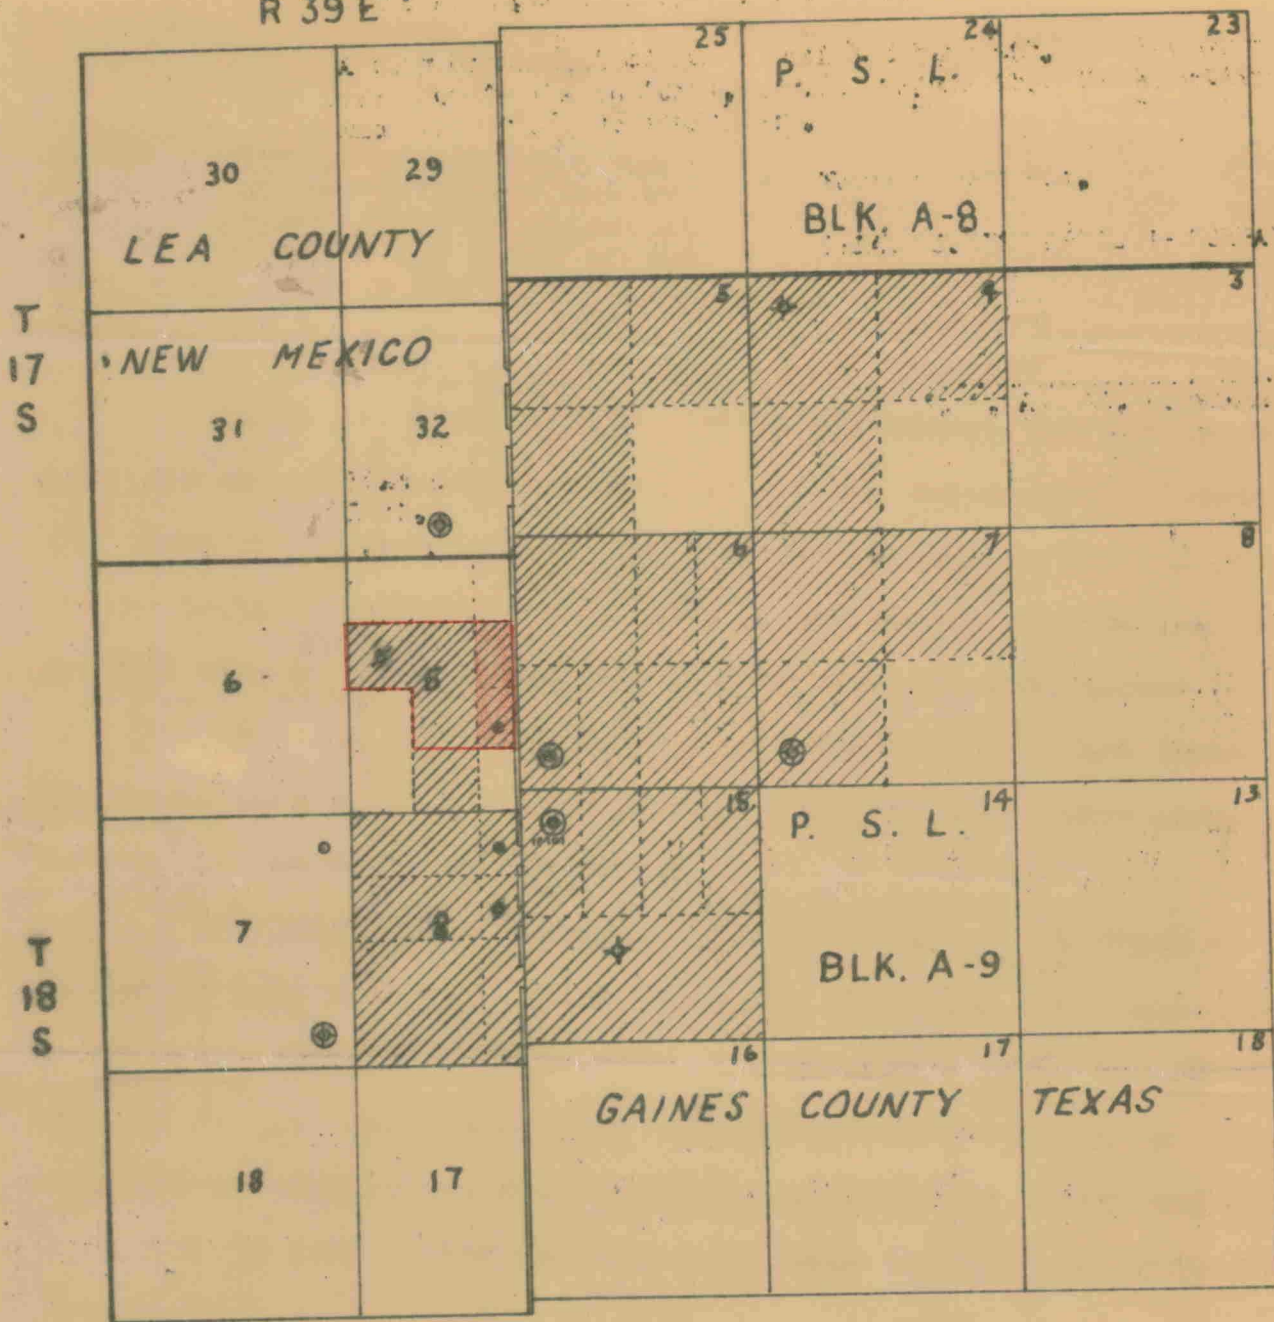 R 39 E
25 24 23
P. S. L.
30 29
BLK. A-8
LEA COUNTY
5 4 3
T
17
S
NEW MEXICO
31 32
6 7 8
6 5
15 14 13
P. S. L.
T
18
S
7 8
BLK. A-9
16 17 18
GAINES COUNTY TEXAS
18 17